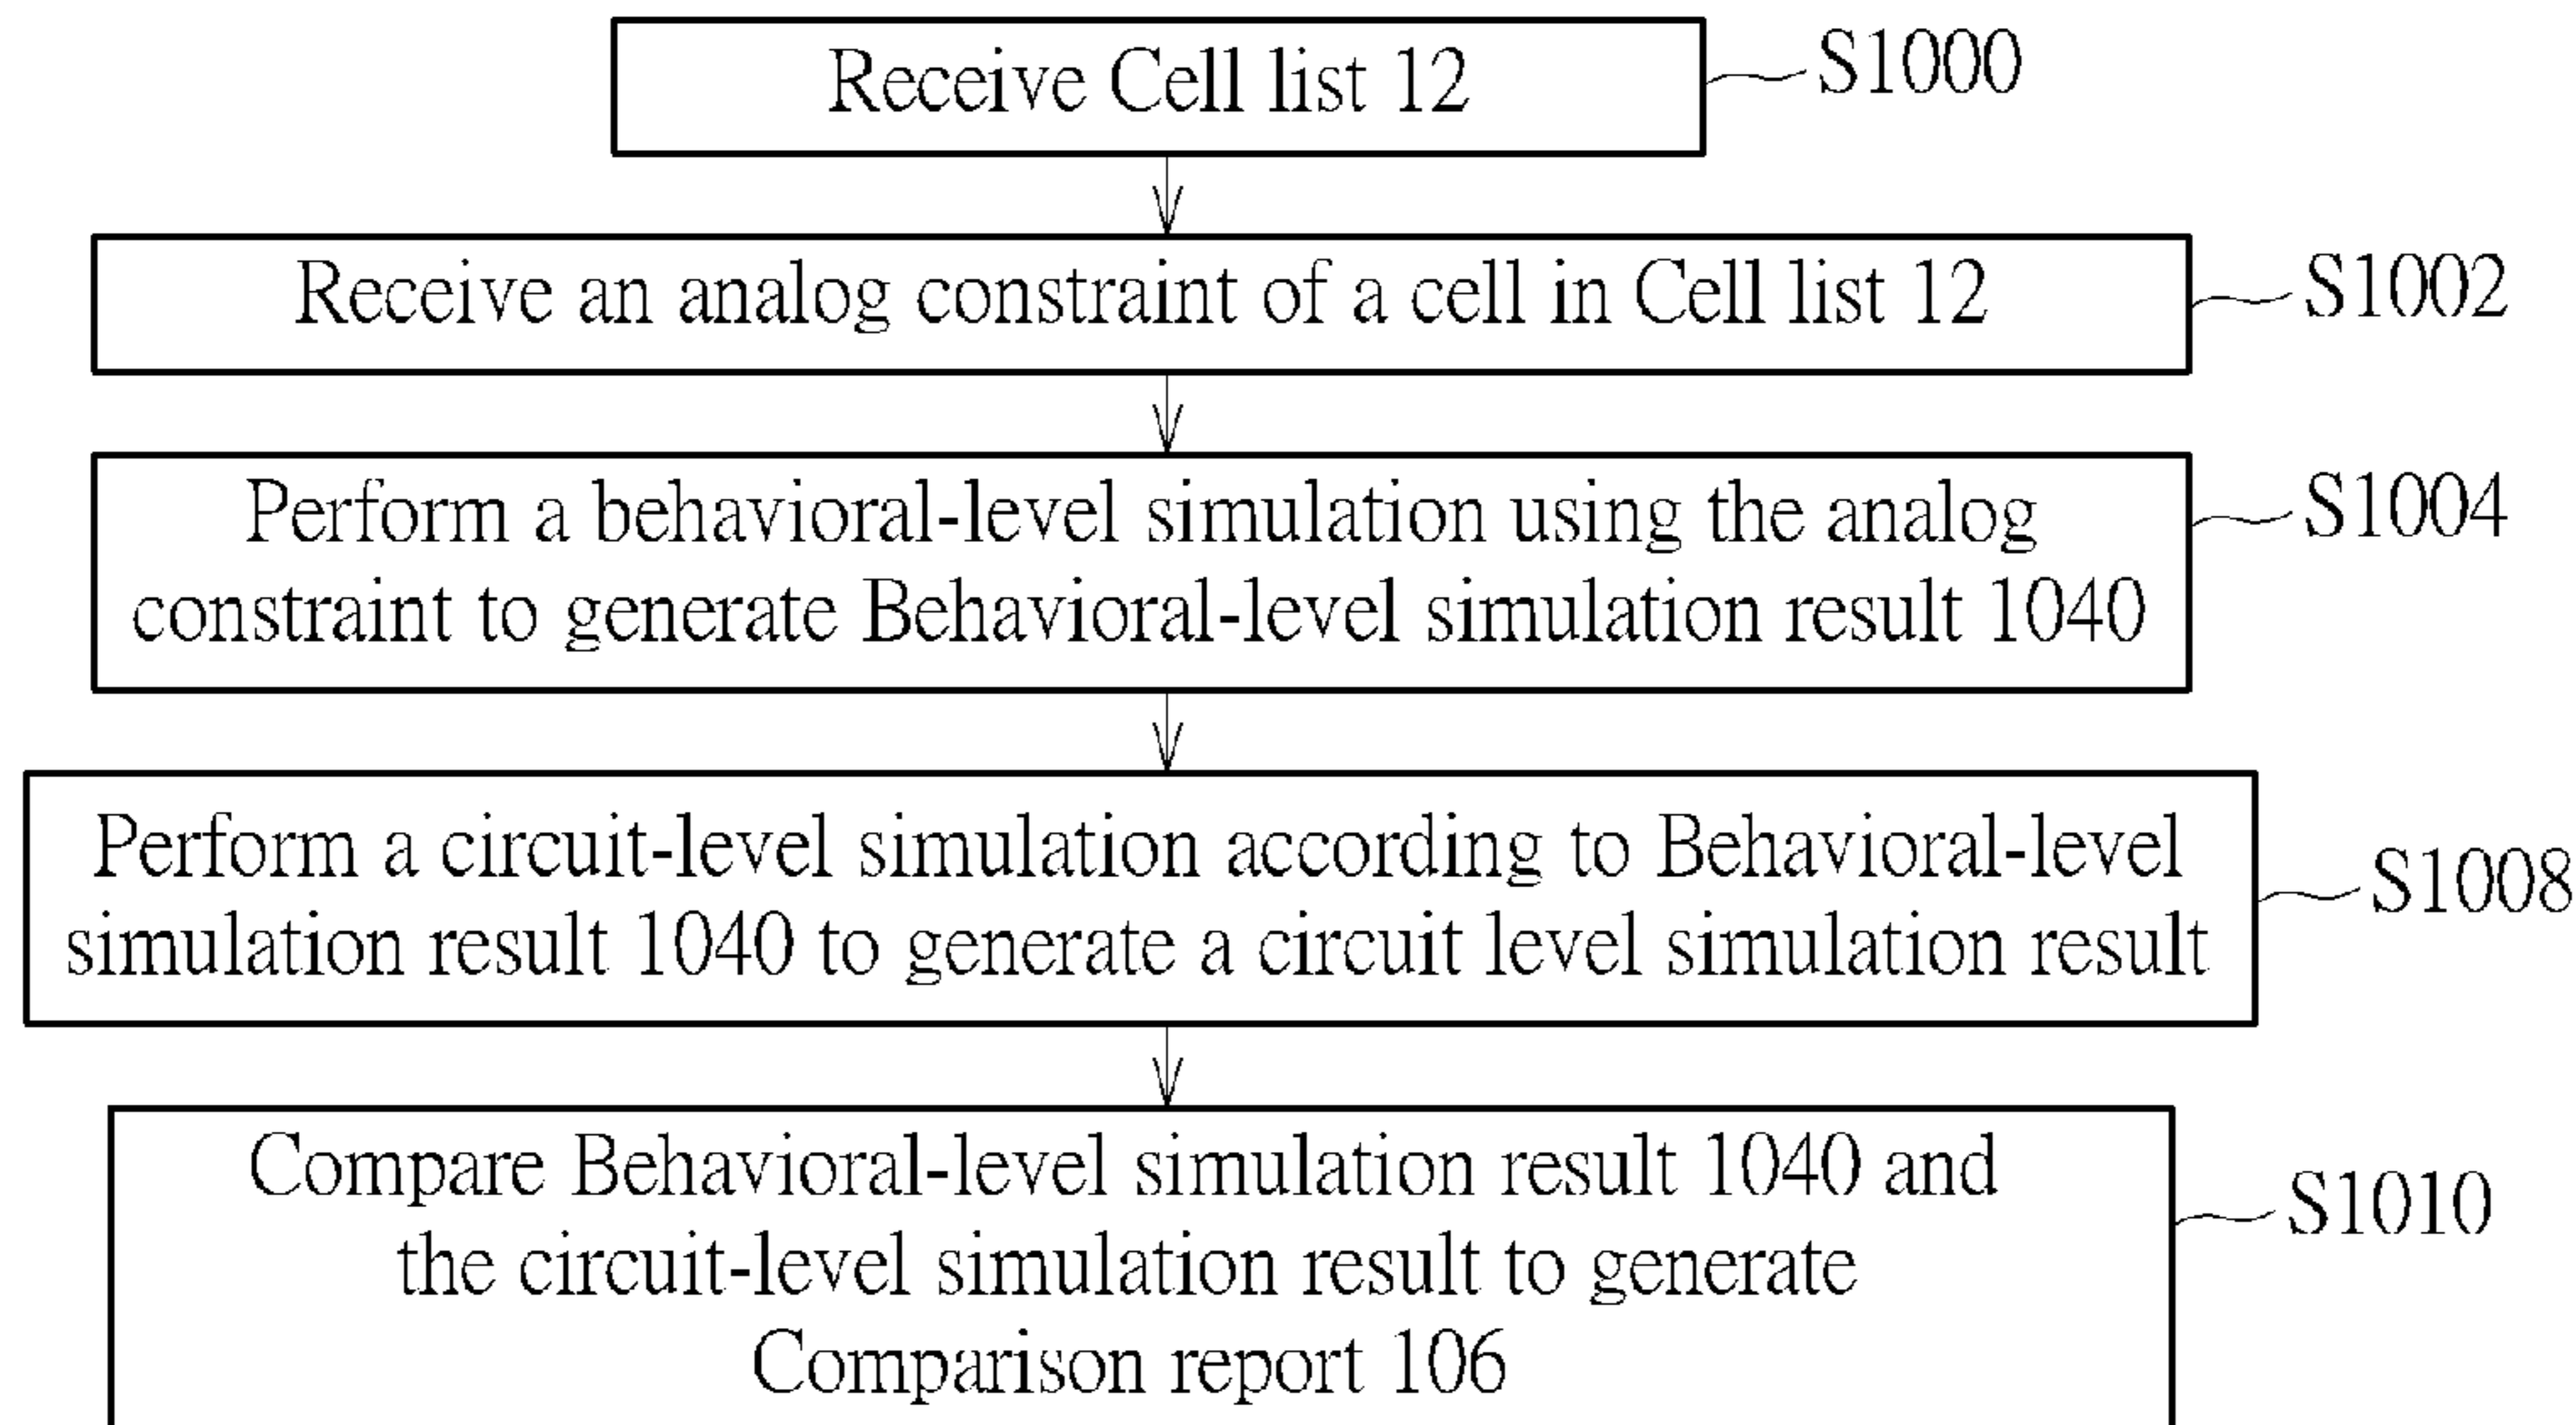 Receive Cell list 12
S1000
Receive an analog constraint of a cell in Cell list 12
S1002
Perform a behavioral-level simulation using the analog
constraint to generate Behavioral-level simulation result 1040
S1004
Perform a circuit-level simulation according to Behavioral-level
simulation result 1040 to generate a circuit level simulation result
S1008
Compare Behavioral-level simulation result 1040 and
the circuit-level simulation result to generate
Comparison report 106
S1010